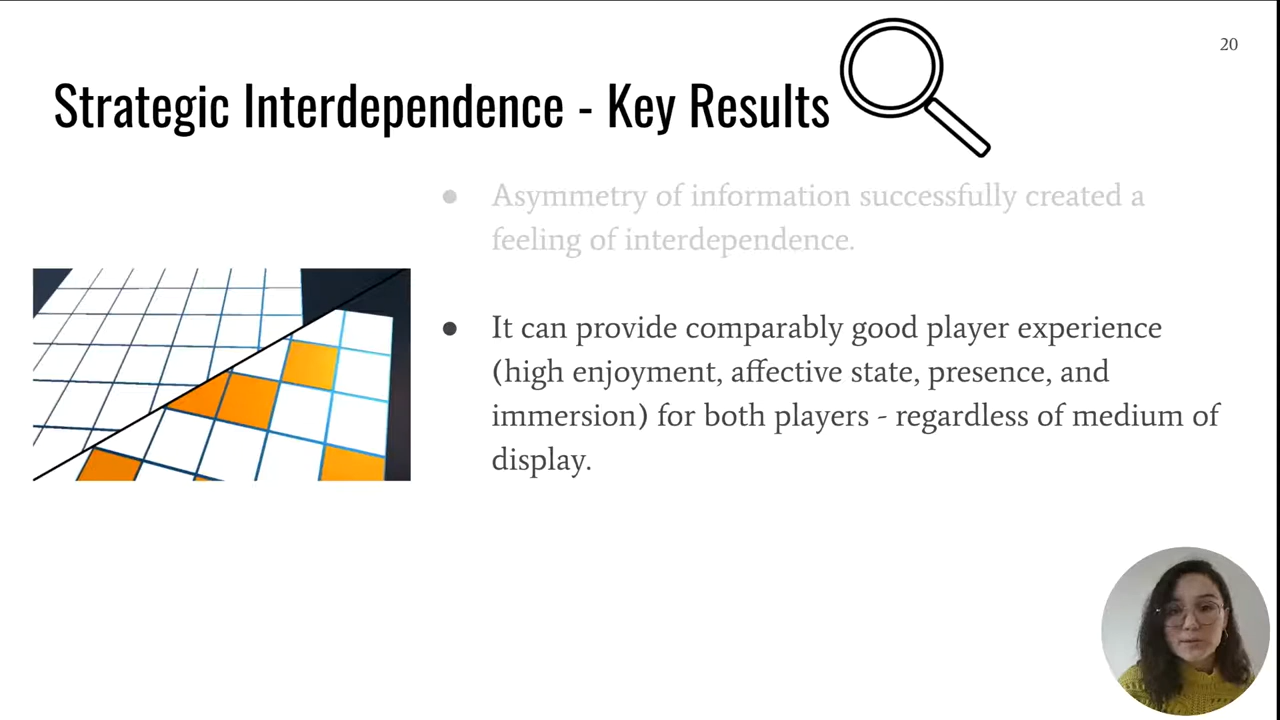 20
Strategic Interdependence - Key Results
● Asymmetry of information successfully created a
feeling of interdependence.
● It can provide comparably good player experience
(high enjoyment, affective state, presence, and
immersion) for both players - regardless of medium of
display.